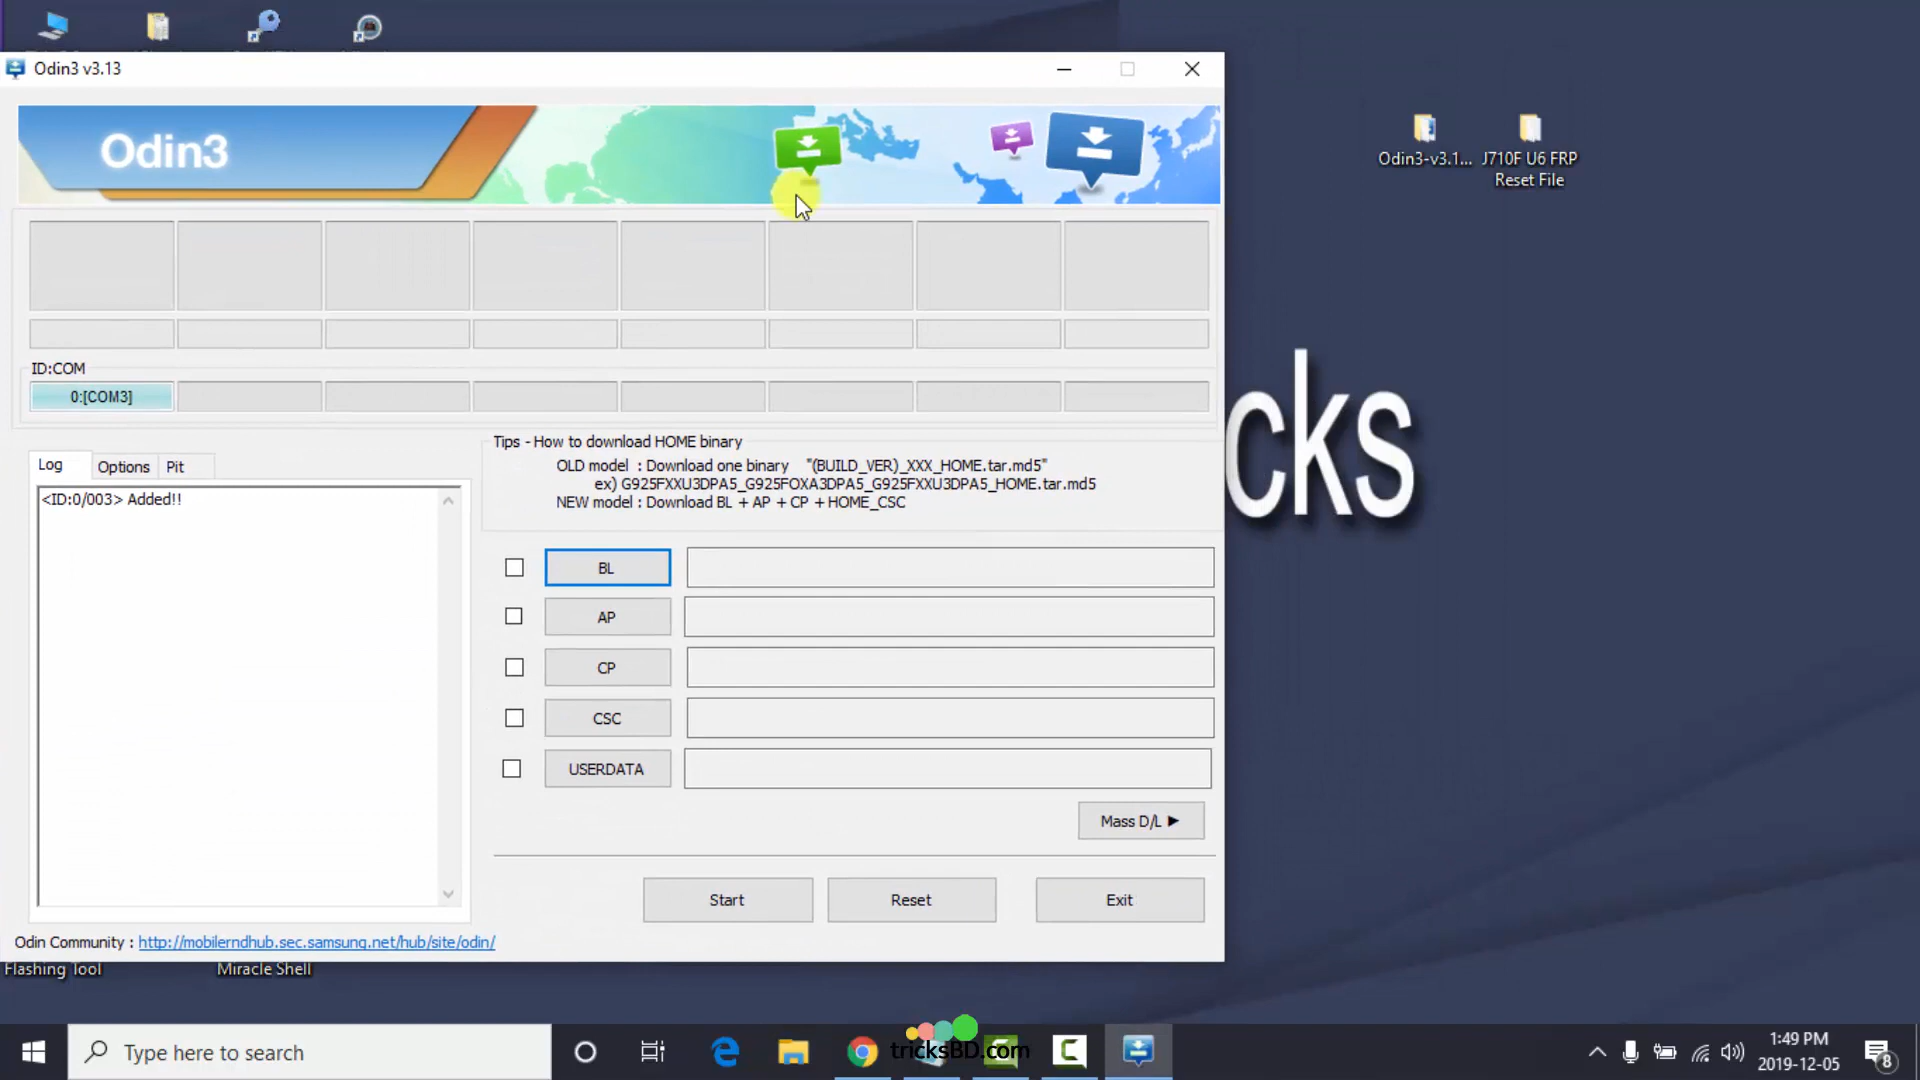 Odin3 v3.13
Odin3
Odin3-v3.1...
J710F U6 FRP
Reset File
ID:COM
0:[COM3]
cks
Log
Options
Pit
<ID:0/003> Added!!
Tips - How to download HOME binary
OLD model : Download one binary "(BUILD_VER)_XXX_HOME.tar.md5"
ex) G925FXXU3DPA5_G925FOXA3DPA5_G925FXXU3DPA5_HOME.tar.md5
NEW model : Download BL + AP + CP + HOME_CSC
BL
AP
CP
CSC
USERDATA
Mass D/L ►
Start
Reset
Exit
Odin Community : http://mobilerndhub.sec.samsung.net/hub/site/odin/
Flashing Tool
Miracle Shell
Type here to search
tricksBD.com
1:49 PM
2019-12-05
8